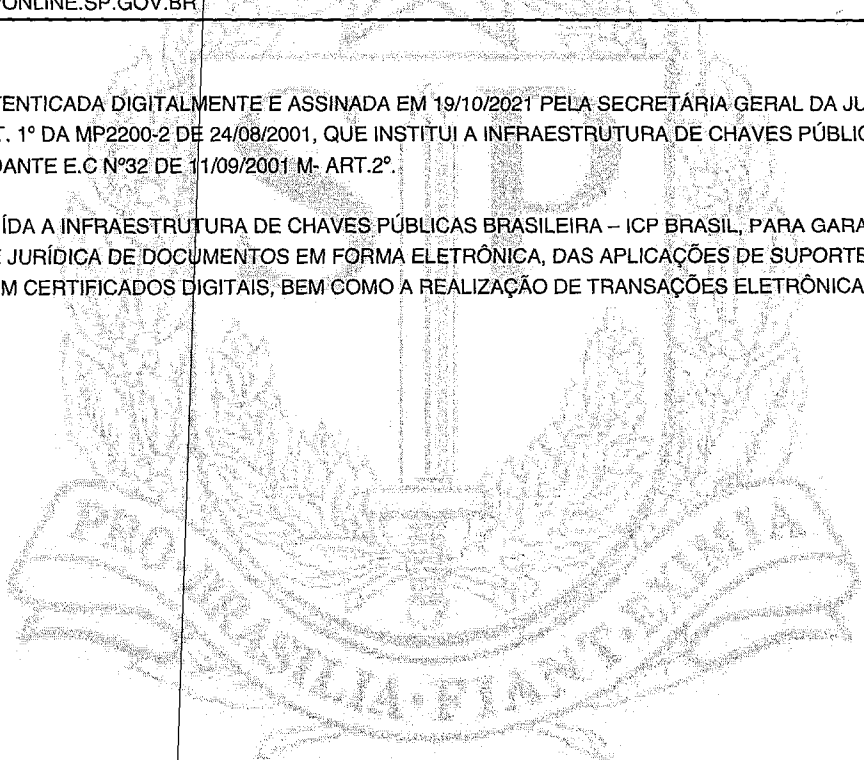 ONLINE.SP.GOV.BR
TENTICADA DIGITALMENTE E ASSINADA EM 19/10/2021 PELA SECRETÁRIA GERAL DA JU
T. 1º DA MP2200-2 DE 24/08/2001, QUE INSTITUI A INFRAESTRUTURA DE CHAVES PÚBLIC
DANTE E.C Nº32 DE 11/09/2001 M- ART.2º.
ÍDA A INFRAESTRUTURA DE CHAVES PÚBLICAS BRASILEIRA – ICP BRASIL, PARA GARA
E JURÍDICA DE DOCUMENTOS EM FORMA ELETRÔNICA, DAS APLICAÇÕES DE SUPORTE
M CERTIFICADOS DIGITAIS, BEM COMO A REALIZAÇÃO DE TRANSAÇÕES ELETRÔNICA
SP
PRO·BRASILIA·FIANT·EXIMIA